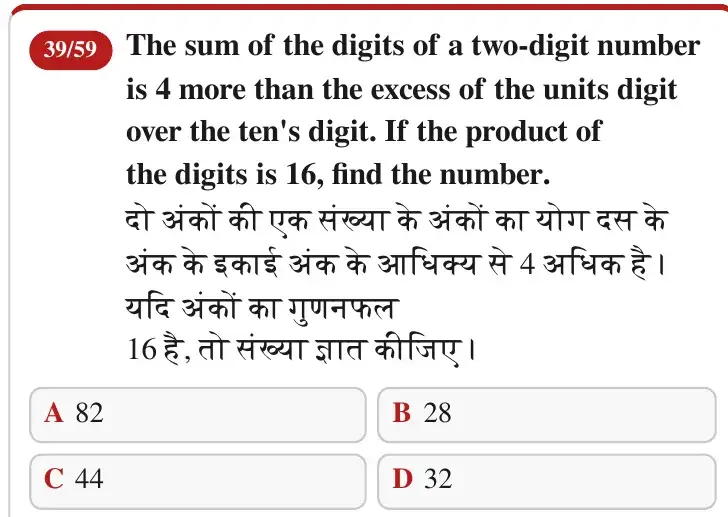 39/59 The sum of the digits of a two-digit number
is 4 more than the excess of the units digit
over the ten's digit. If the product of
the digits is 16, find the number.
दो अंकों की एक संख्या के अंकों का योग दस के
अंक के इकाई अंक के आधिक्य से 4 अधिक है।
यदि अंकों का गुणनफल
16 है, तो संख्या ज्ञात कीजिए।
A 82
B 28
C 44
D 32